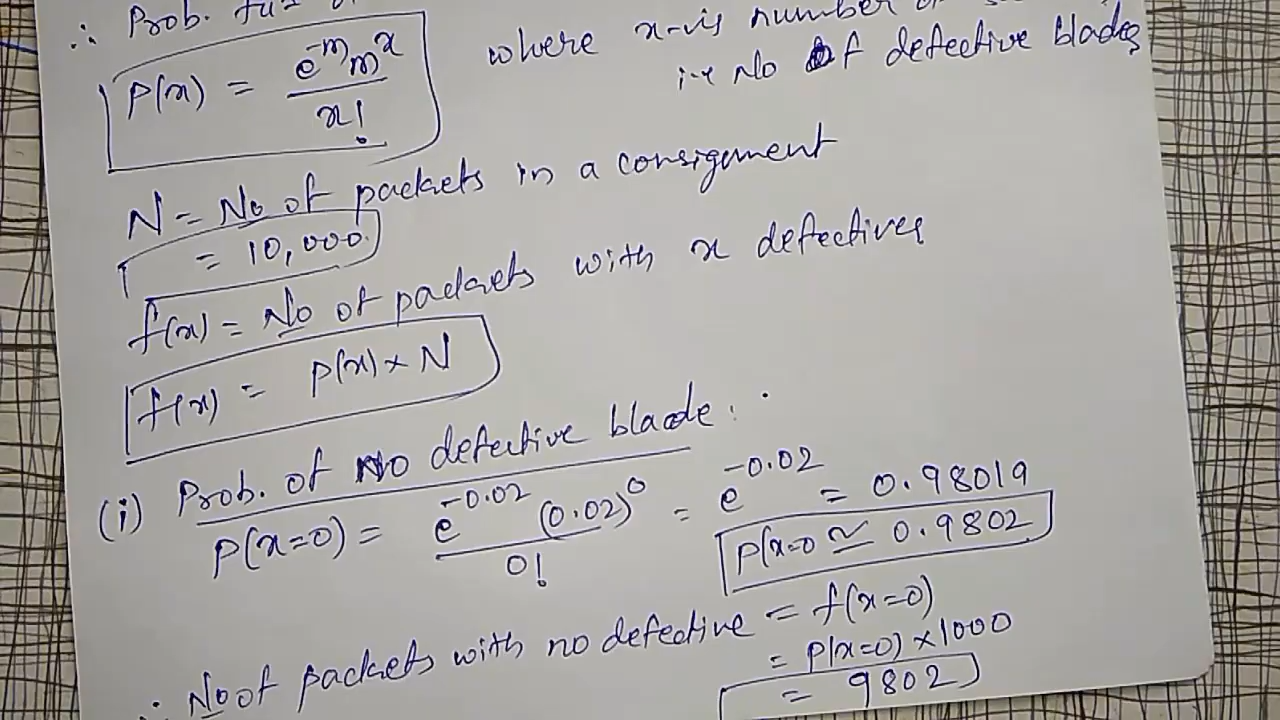 ∴ Prob.
P(x) = e^-m m^x / x!
where x-is number
i-e No of defective blades
N = No of packets in a consigement
= 10,000.
f(x) = No of packets with x defectives
f(x) = P(x) × N
(i) Prob. of No defective blade.
P(x=0) = e^-0.02 (0.02)^0 / 0! = e^-0.02 = 0.98019
P(x=0 ≃ 0.9802
∴ No of packets with no defective = f(x=0)
= P(x=0) × 1000
= 9802